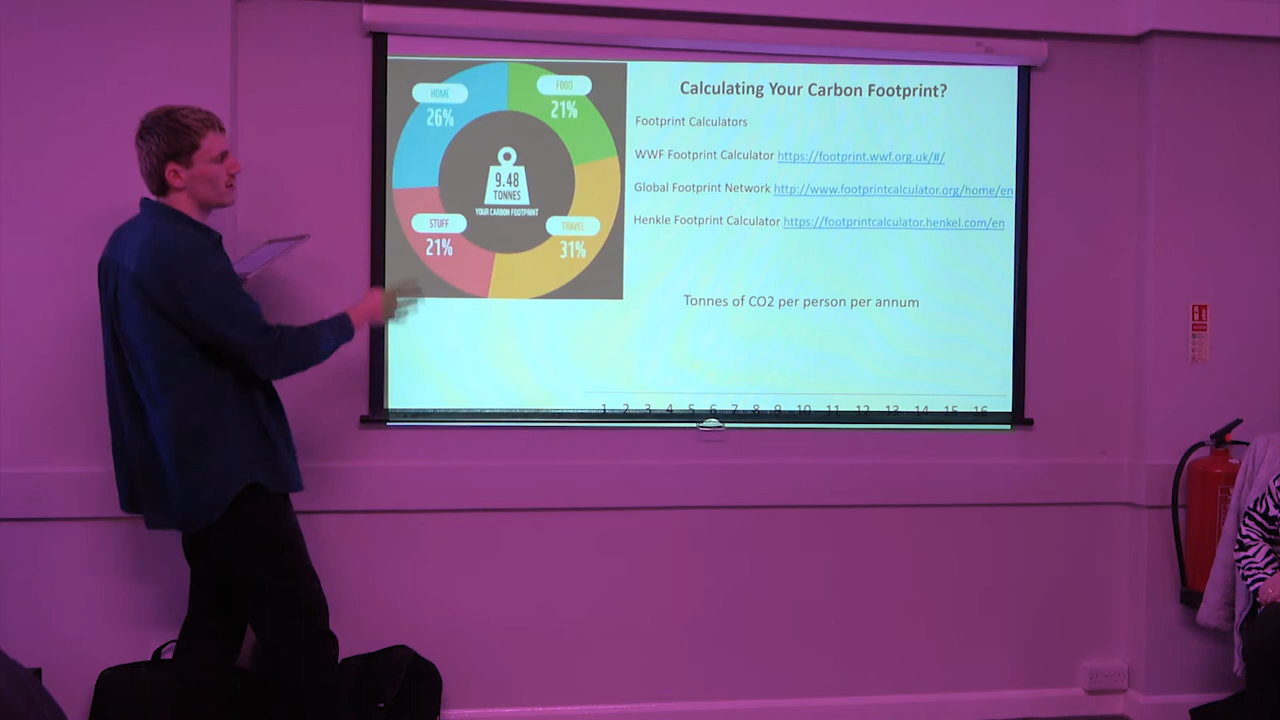 Calculating Your Carbon Footprint?
HOME
26%
FOOD
21%
9.48
TONNES
YOUR CARBON FOOTPRINT
STUFF
21%
TRAVEL
31%
Footprint Calculators
WWF Footprint Calculator https://footprint.wwf.org.uk/#/
Global Footprint Network http://www.footprintcalculator.org/home/en
Henkle Footprint Calculator https://footprintcalculator.henkel.com/en
Tonnes of CO2 per person per annum
1 2 3 4 5 6 7 8 9 10 11 12 13 14 15 16